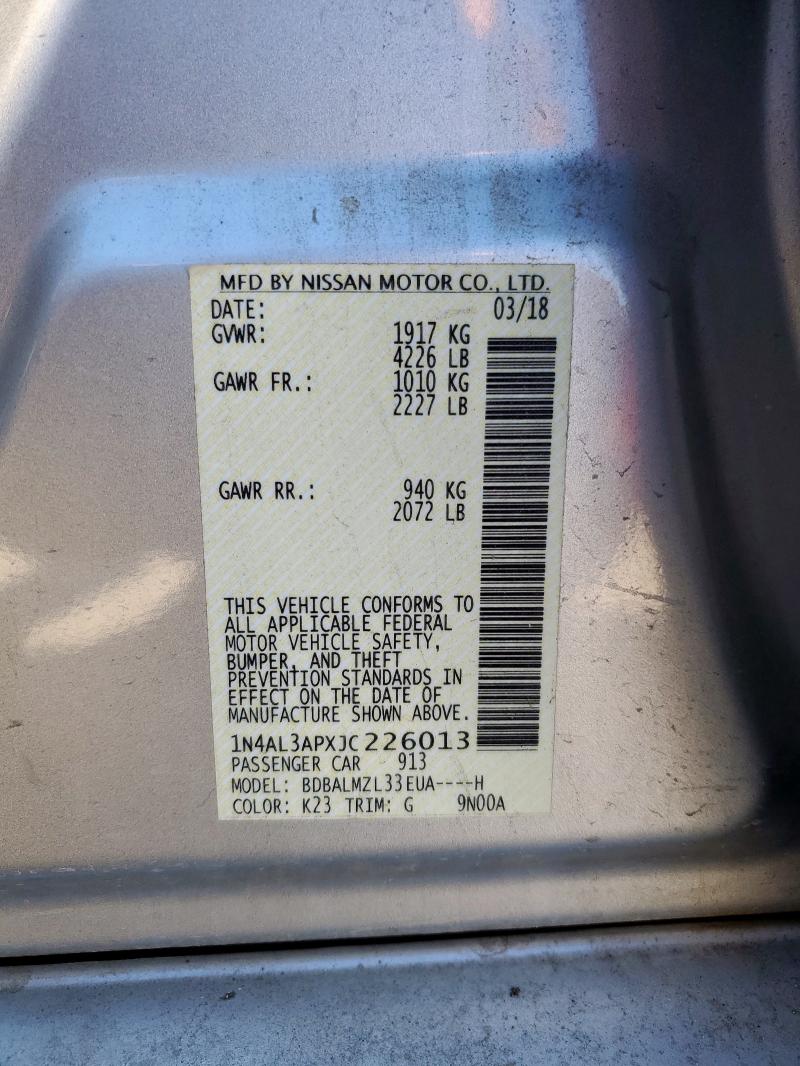 MFD BY NISSAN MOTOR CO., LTD.
DATE: 03/18
GVWR: 1917 KG
4226 LB
GAWR FR.: 1010 KG
2227 LB
GAWR RR.: 940 KG
2072 LB
THIS VEHICLE CONFORMS TO
ALL APPLICABLE FEDERAL
MOTOR VEHICLE SAFETY,
BUMPER, AND THEFT
PREVENTION STANDARDS IN
EFFECT ON THE DATE OF
MANUFACTURE SHOWN ABOVE.
1N4AL3APXJC226013
PASSENGER CAR 913
MODEL: BDBALMZL33EUA----H
COLOR: K23 TRIM: G 9N00A